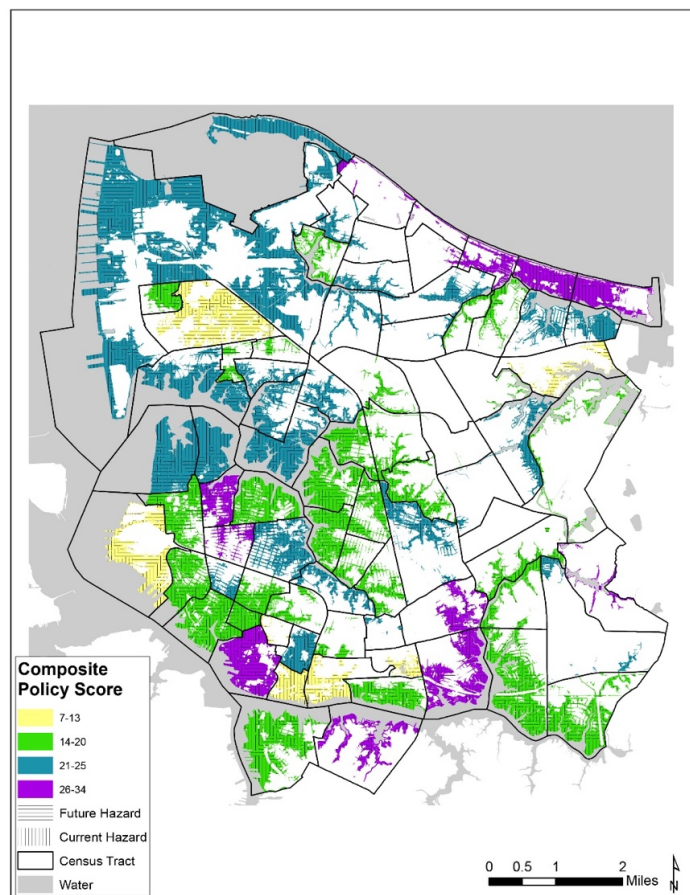 Composite
Policy Score
7-13
14-20
21-25
26-34
Future Hazard
Current Hazard
Census Tract
Water
0 0.5 1 2
Miles
N